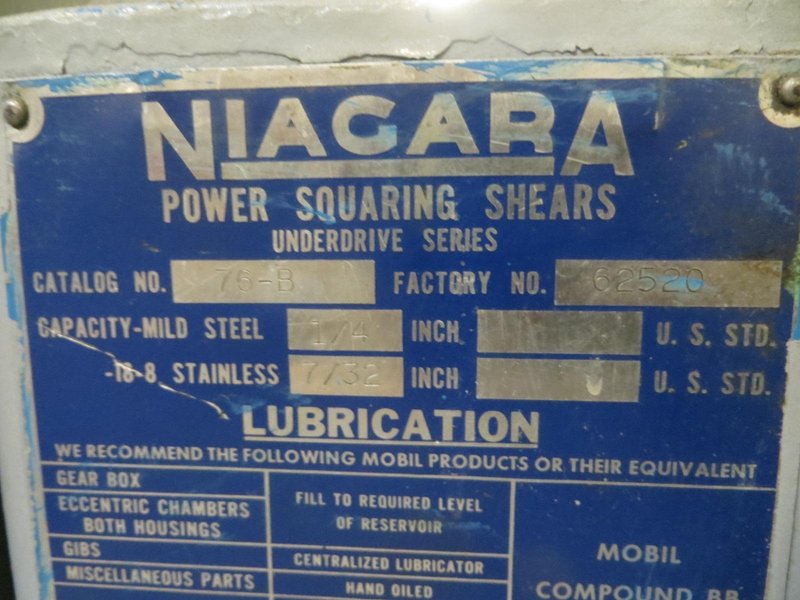 NIAGARA
POWER SQUARING SHEARS
UNDERDRIVE SERIES
CATALOG NO. 76-B FACTORY NO. 62520
CAPACITY-MILD STEEL 1/4 INCH U. S. STD.
-18-8 STAINLESS 7/32 INCH U. S. STD.
LUBRICATION
WE RECOMMEND THE FOLLOWING MOBIL PRODUCTS OR THEIR EQUIVALENT
GEAR BOX
ECCENTRIC CHAMBERS
BOTH HOUSINGS
FILL TO REQUIRED LEVEL
OF RESERVOIR
GIBS
CENTRALIZED LUBRICATOR
MISCELLANEOUS PARTS
HAND OILED
MOBIL
COMPOUND BB